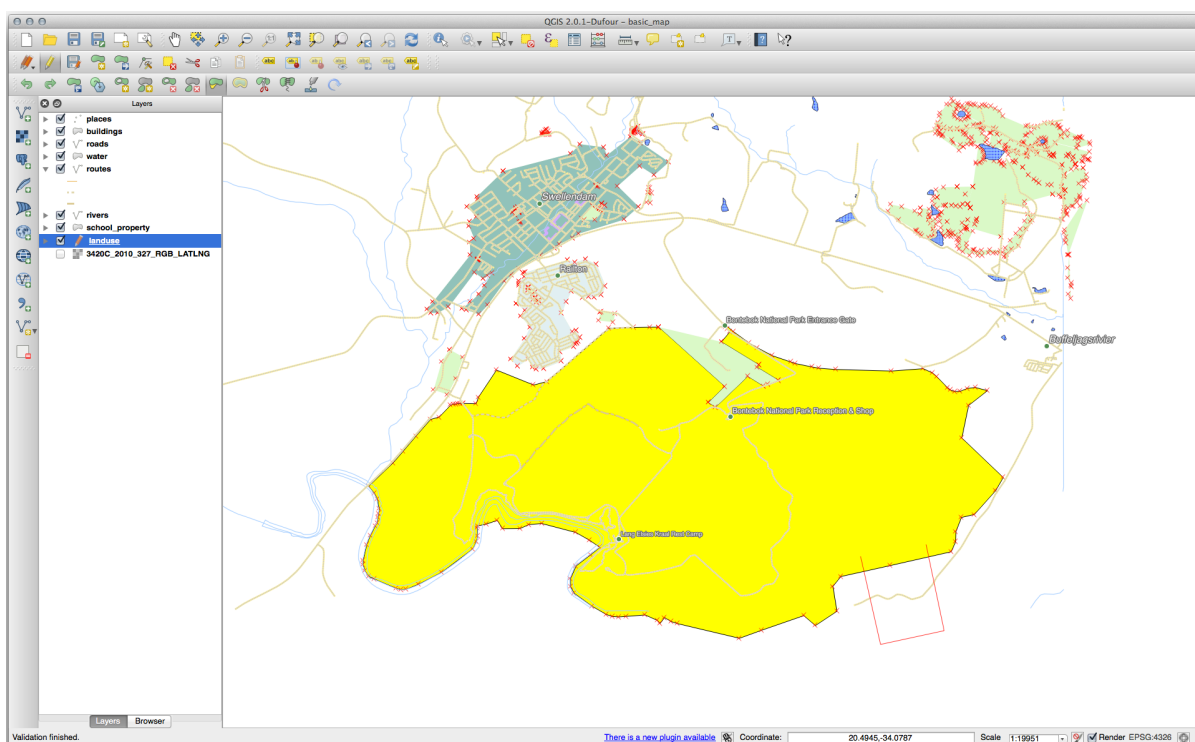 QGIS 2.0.1-Dufour - basic_map
Layers
places
buildings
roads
water
routes
rivers
school_property
landuse
3420C_2010_327_RGB_LATLNG
Swellendam
Railton
Bontebok National Park Entrance Gate
Buffeljagsrivier
Bontebok National Park Reception & Shop
Lang Elsies Kraal Rest Camp
Layers Browser
Validation finished. There is a new plugin available Coordinate: 20.4945,-34.0787 Scale 1:19951 Render EPSG:4326